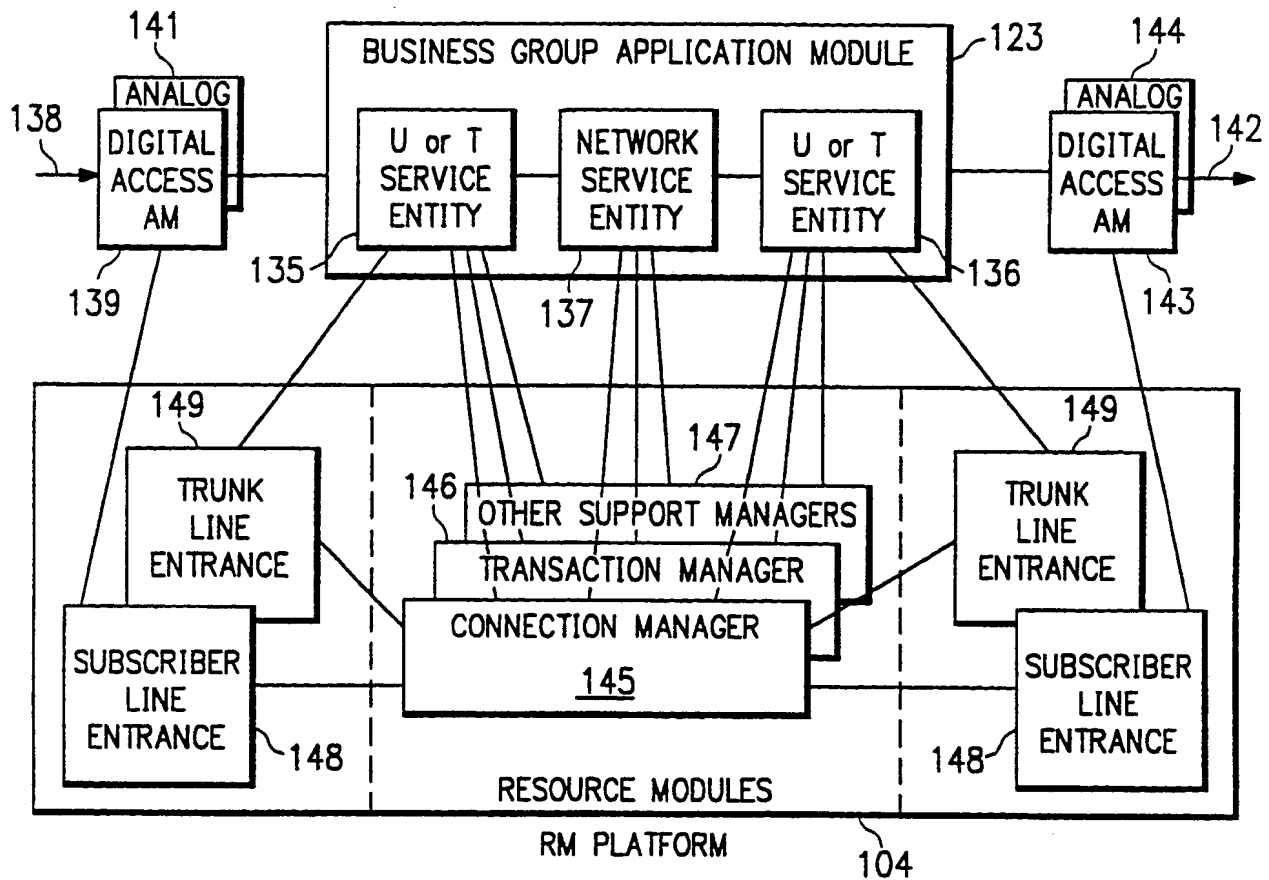 141
BUSINESS GROUP APPLICATION MODULE
123
144
138
ANALOG
DIGITAL
ACCESS
AM
139
U or T
SERVICE
ENTITY
135
NETWORK
SERVICE
ENTITY
137
U or T
SERVICE
ENTITY
136
ANALOG
DIGITAL
ACCESS
AM
143
142
149
TRUNK
LINE
ENTRANCE
SUBSCRIBER
LINE
ENTRANCE
148
147
OTHER SUPPORT MANAGERS
146
TRANSACTION MANAGER
CONNECTION MANAGER
145
149
TRUNK
LINE
ENTRANCE
SUBSCRIBER
LINE
ENTRANCE
148
RESOURCE MODULES
RM PLATFORM
104